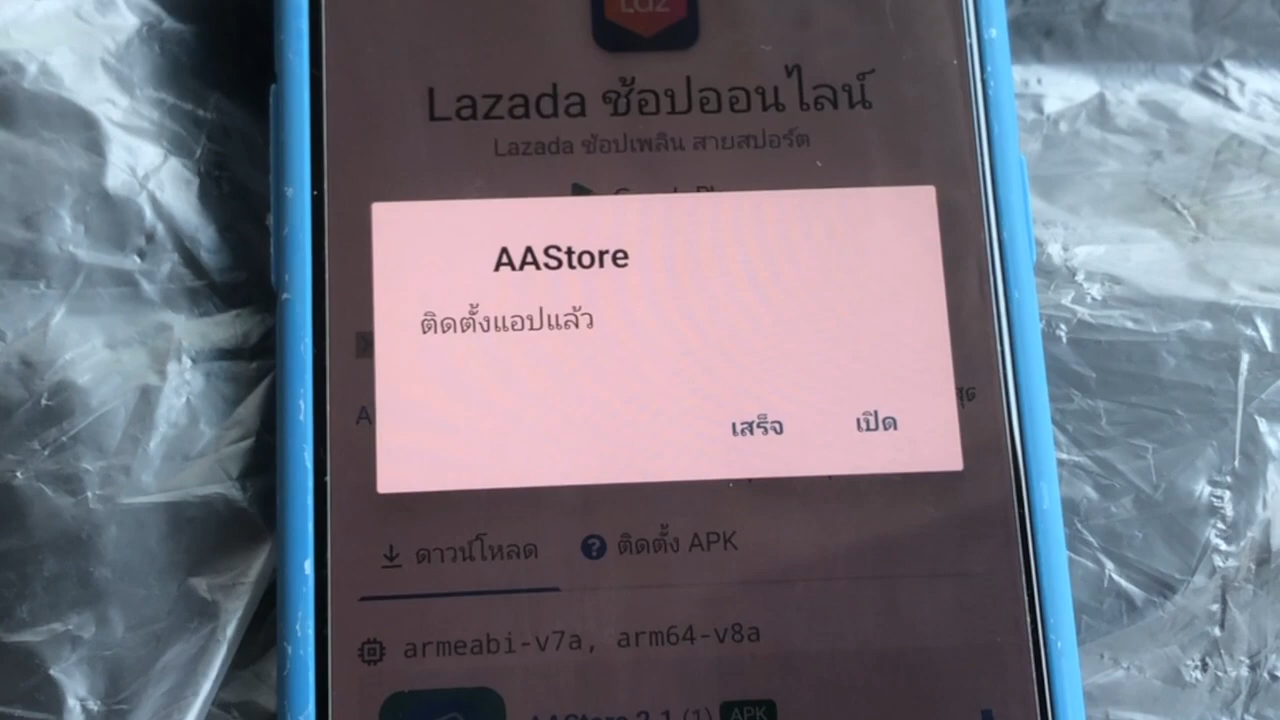 Laz
Lazada ช้อปออนไลน์
Lazada ช้อปเพลิน สายสปอร์ต
AAStore
ติดตั้งแอปแล้ว
A
เสร็จ เปิด
ดาวน์โหลด ติดตั้ง APK
armeabi-v7a, arm64-v8a
AAStore 2.1 (1) APK